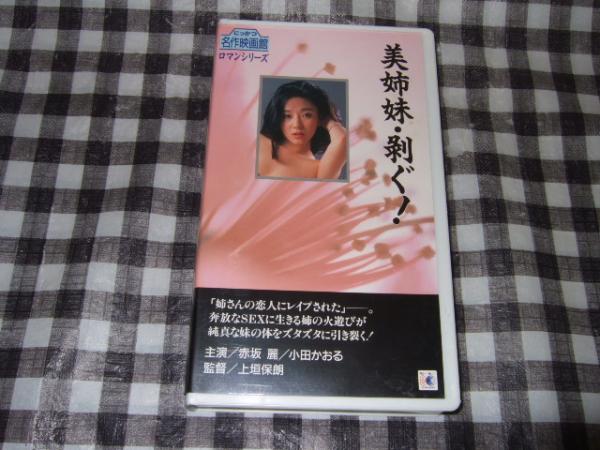 にっかつ
名作映画館
ロマンシリーズ
美姉妹・剥ぐ!
「姉さんの恋人にレイプされた」――。
奔放なSEXに生きる姉の火遊びが
純真な妹の体をズタズタに引き裂く!
主演/赤坂 麗/小田かおる
監督/上垣保朗